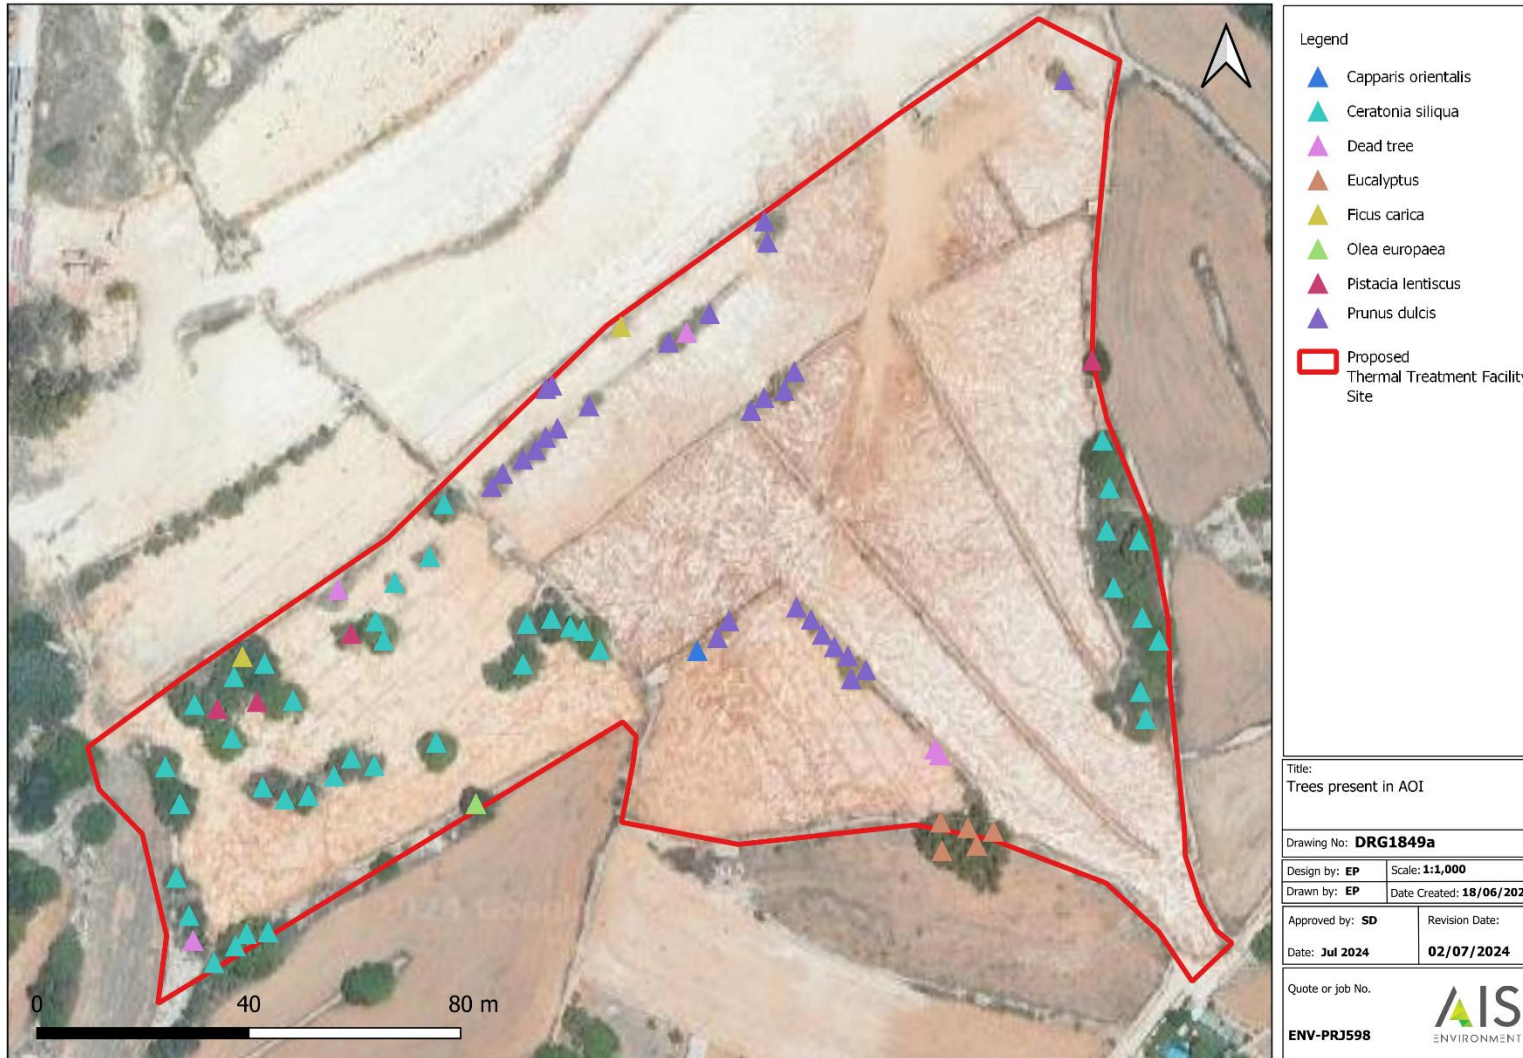 Legend
Capparis orientalis
Ceratonia siliqua
Dead tree
Eucalyptus
Ficus carica
Olea europaea
Pistacia lentiscus
Prunus dulcis
Proposed
Thermal Treatment Facility
Site
0 40 80 m
Title:
Trees present in AOI
Drawing No: DRG1849a
Design by: EP Scale: 1:1,000
Drawn by: EP Date Created: 18/06/202
Approved by: SD Revision Date:
Date: Jul 2024 02/07/2024
Quote or job No.
ENV-PRJ598
AIS
ENVIRONMENT